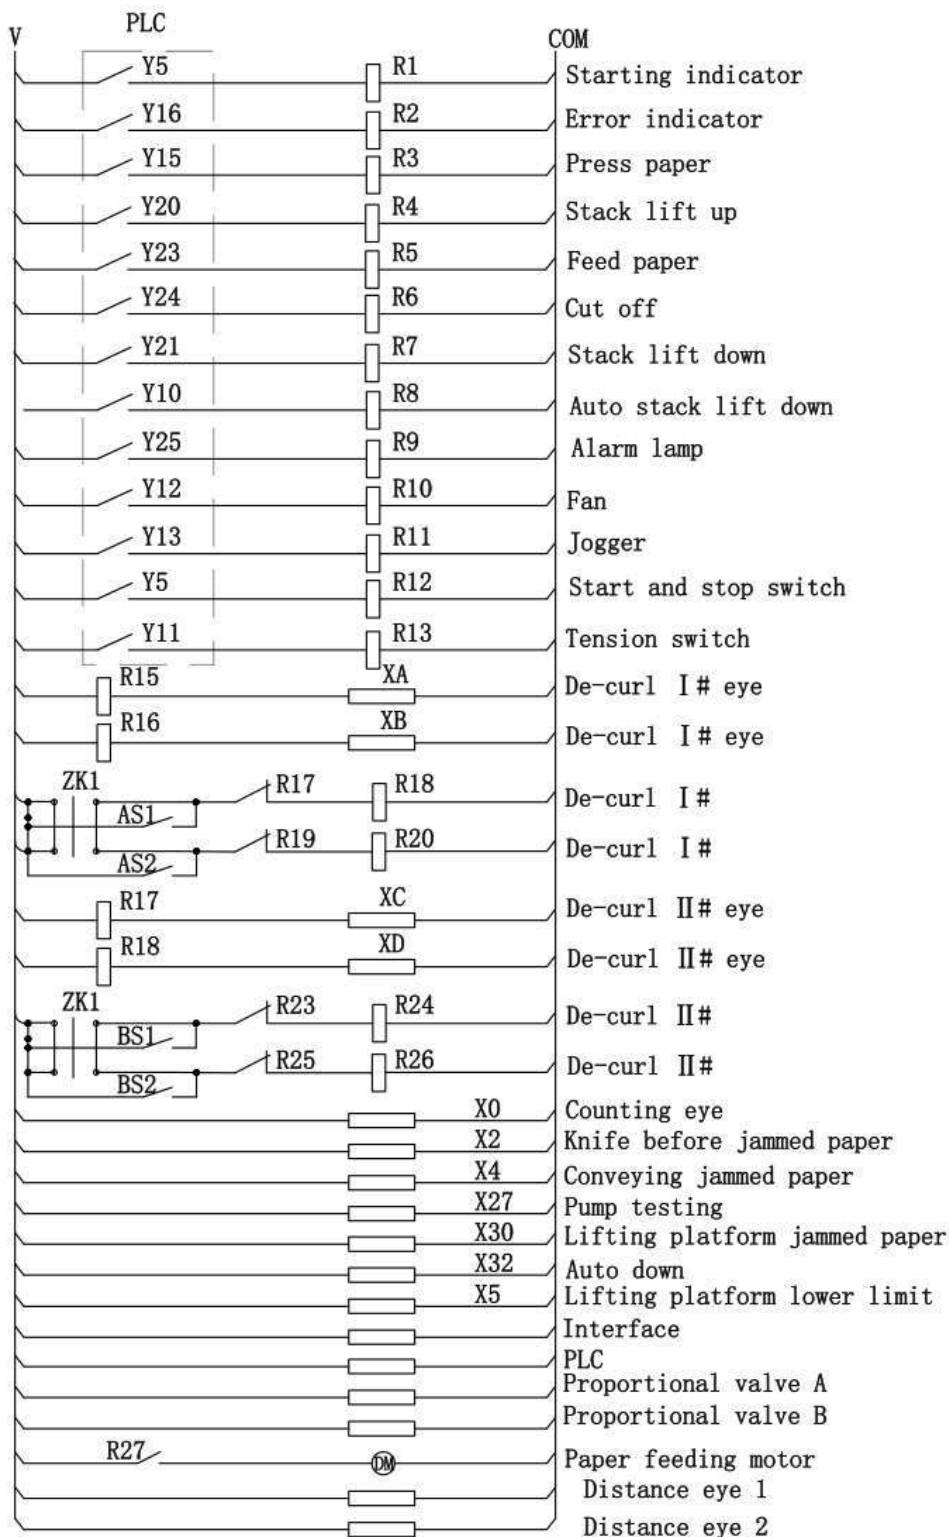 V PLC COM
Y5 R1 Starting indicator
Y16 R2 Error indicator
Y15 R3 Press paper
Y20 R4 Stack lift up
Y23 R5 Feed paper
Y24 R6 Cut off
Y21 R7 Stack lift down
Y10 R8 Auto stack lift down
Y25 R9 Alarm lamp
Y12 R10 Fan
Y13 R11 Jogger
Y5 R12 Start and stop switch
Y11 R13 Tension switch
R15 XA De-curl Ⅰ# eye
R16 XB De-curl Ⅰ# eye
ZK1 R17 R18 De-curl Ⅰ#
AS1
R19 R20 De-curl Ⅰ#
AS2
R17 XC De-curl Ⅱ# eye
R18 XD De-curl Ⅱ# eye
ZK1 R23 R24 De-curl Ⅱ#
BS1
R25 R26 De-curl Ⅱ#
BS2
X0 Counting eye
X2 Knife before jammed paper
X4 Conveying jammed paper
X27 Pump testing
X30 Lifting platform jammed paper
X32 Auto down
X5 Lifting platform lower limit
Interface
PLC
Proportional valve A
Proportional valve B
R27 DM Paper feeding motor
Distance eye 1
Distance eye 2